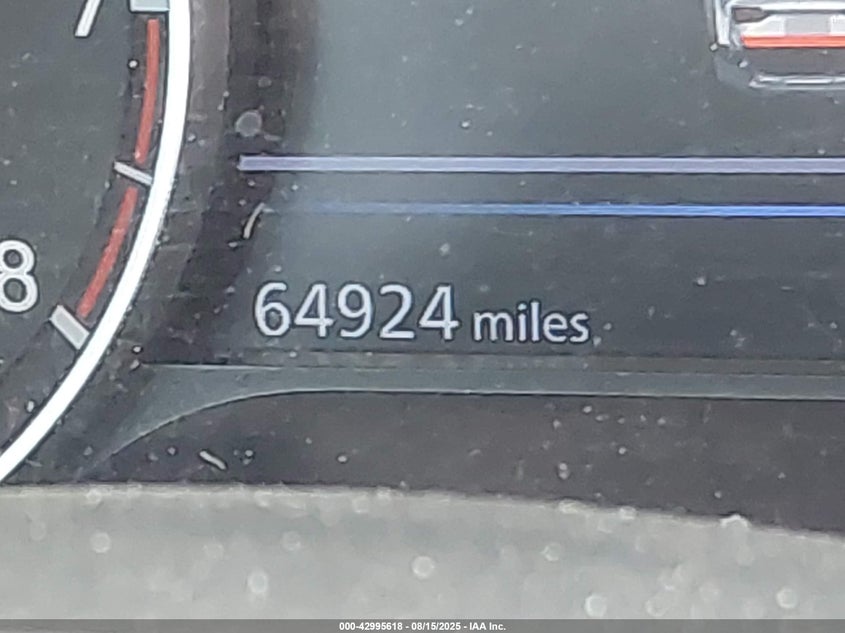 8
64924 miles
000-42995618 - 08/15/2025 - IAA Inc.